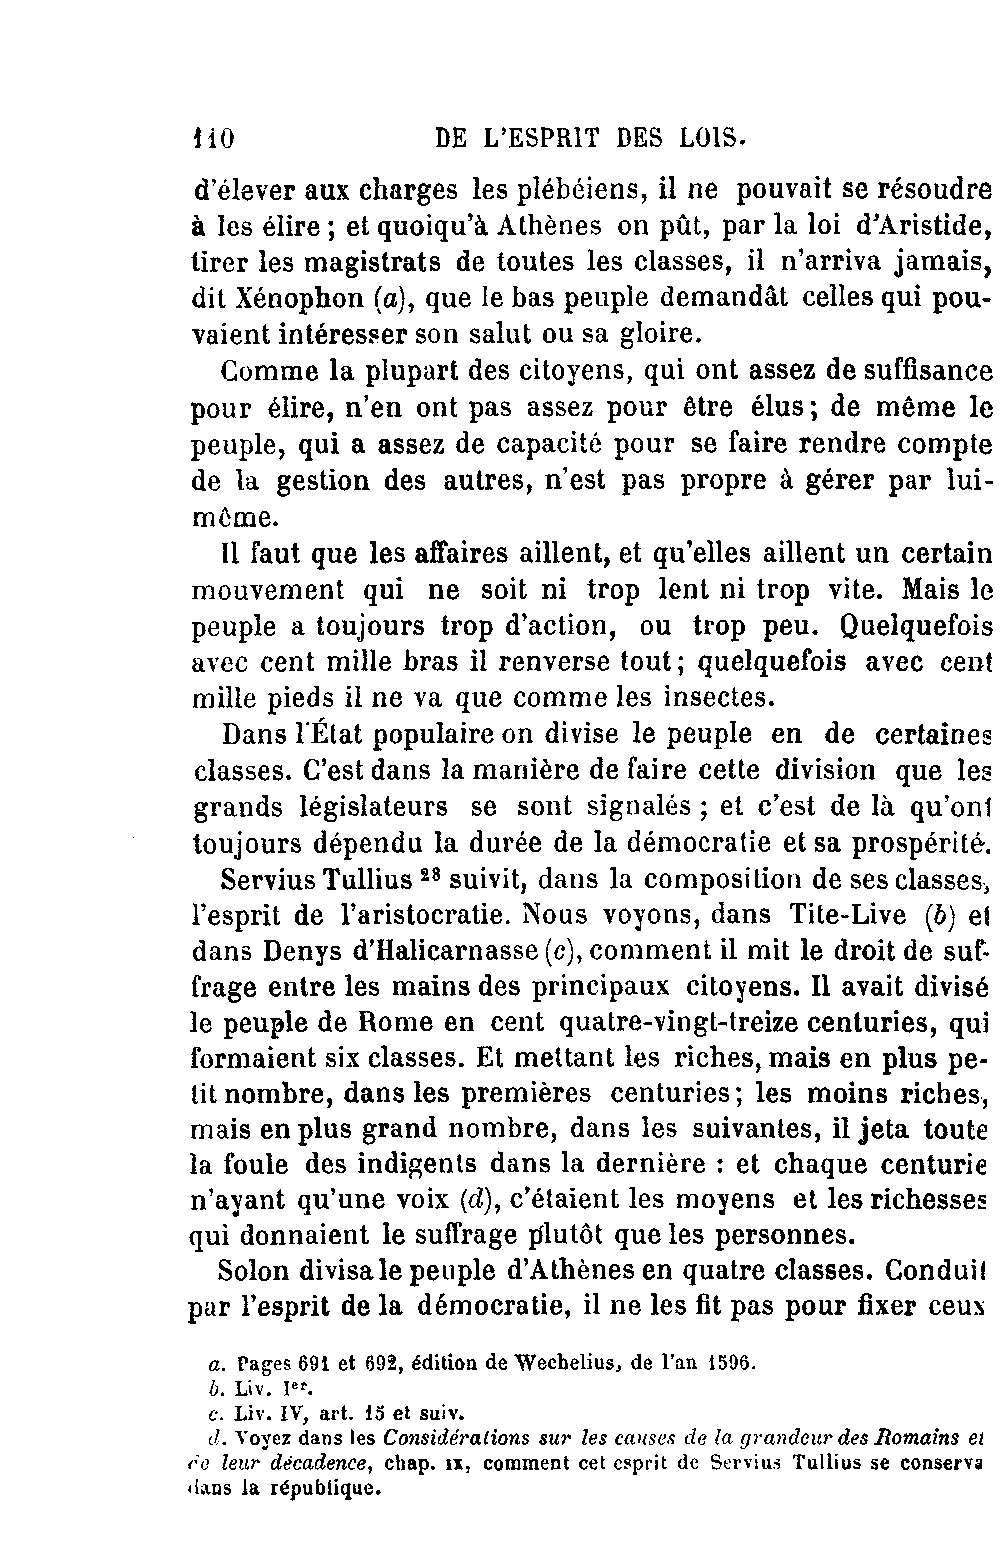 110 DE L'ESPRIT DES LOIS.
d'élever aux charges les plébéiens, il ne pouvait se résoudre
à les élire ; et quoiqu'à Athènes on pût, par la loi d'Aristide,
tirer les magistrats de toutes les classes, il n'arriva jamais,
dit Xénophon (a), que le bas peuple demandât celles qui pou-
vaient intéresser son salut ou sa gloire.
Comme la plupart des citoyens, qui ont assez de suffisance
pour élire, n'en ont pas assez pour être élus ; de même le
peuple, qui a assez de capacité pour se faire rendre compte
de la gestion des autres, n'est pas propre à gérer par lui-
même.
Il faut que les affaires aillent, et qu'elles aillent un certain
mouvement qui ne soit ni trop lent ni trop vite. Mais le
peuple a toujours trop d'action, ou trop peu. Quelquefois
avec cent mille bras il renverse tout ; quelquefois avec cent
mille pieds il ne va que comme les insectes.
Dans l'État populaire on divise le peuple en de certaines
classes. C'est dans la manière de faire cette division que les
grands législateurs se sont signalés ; et c'est de là qu'ont
toujours dépendu la durée de la démocratie et sa prospérité.
Servius Tullius ²⁸ suivit, dans la composition de ses classes,
l'esprit de l'aristocratie. Nous voyons, dans Tite-Live (b) et
dans Denys d'Halicarnasse (c), comment il mit le droit de suf-
frage entre les mains des principaux citoyens. Il avait divisé
le peuple de Rome en cent quatre-vingt-treize centuries, qui
formaient six classes. Et mettant les riches, mais en plus pe-
tit nombre, dans les premières centuries ; les moins riches,
mais en plus grand nombre, dans les suivantes, il jeta toute
la foule des indigents dans la dernière : et chaque centurie
n'ayant qu'une voix (d), c'étaient les moyens et les richesses
qui donnaient le suffrage plutôt que les personnes.
Solon divisa le peuple d'Athènes en quatre classes. Conduit
par l'esprit de la démocratie, il ne les fit pas pour fixer ceux
a. Pages 691 et 692, édition de Wechelius, de l'an 1596.
b. Liv. Iᵉʳ.
c. Liv. IV, art. 15 et suiv.
d. Voyez dans les Considérations sur les causes de la grandeur des Romains et
de leur décadence, chap. IX, comment cet esprit de Servius Tullius se conserva
dans la république.